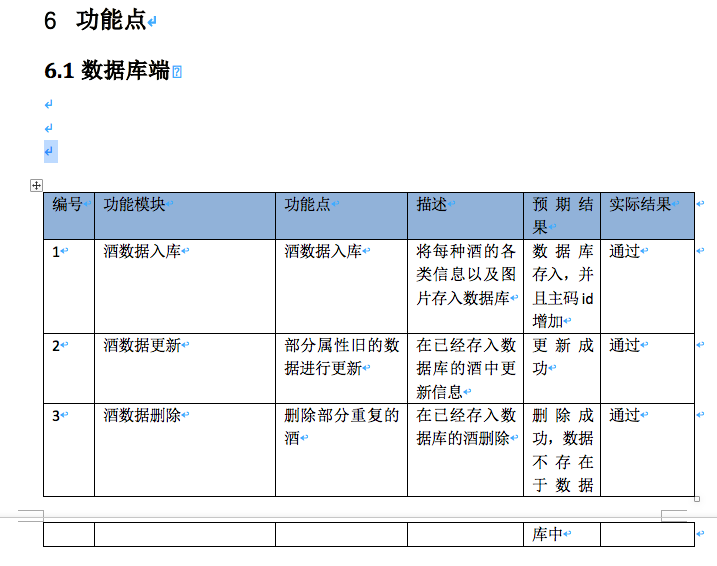 6 功能点
6.1 数据库端
编号 功能模块 功能点 描述 预期结 实际结果
果
1 酒数据入库 酒数据入库 将每种酒的各 数据库 通过
类信息以及图 存入，并
片存入数据库 且主码 id
增加
2 酒数据更新 部分属性旧的数 在已经存入数 更新成 通过
据进行更新 据库的酒中更 功
新信息
3 酒数据删除 删除部分重复的 在已经存入数 删除成 通过
酒 据库的酒删除 功，数据
不存在
于数据
库中